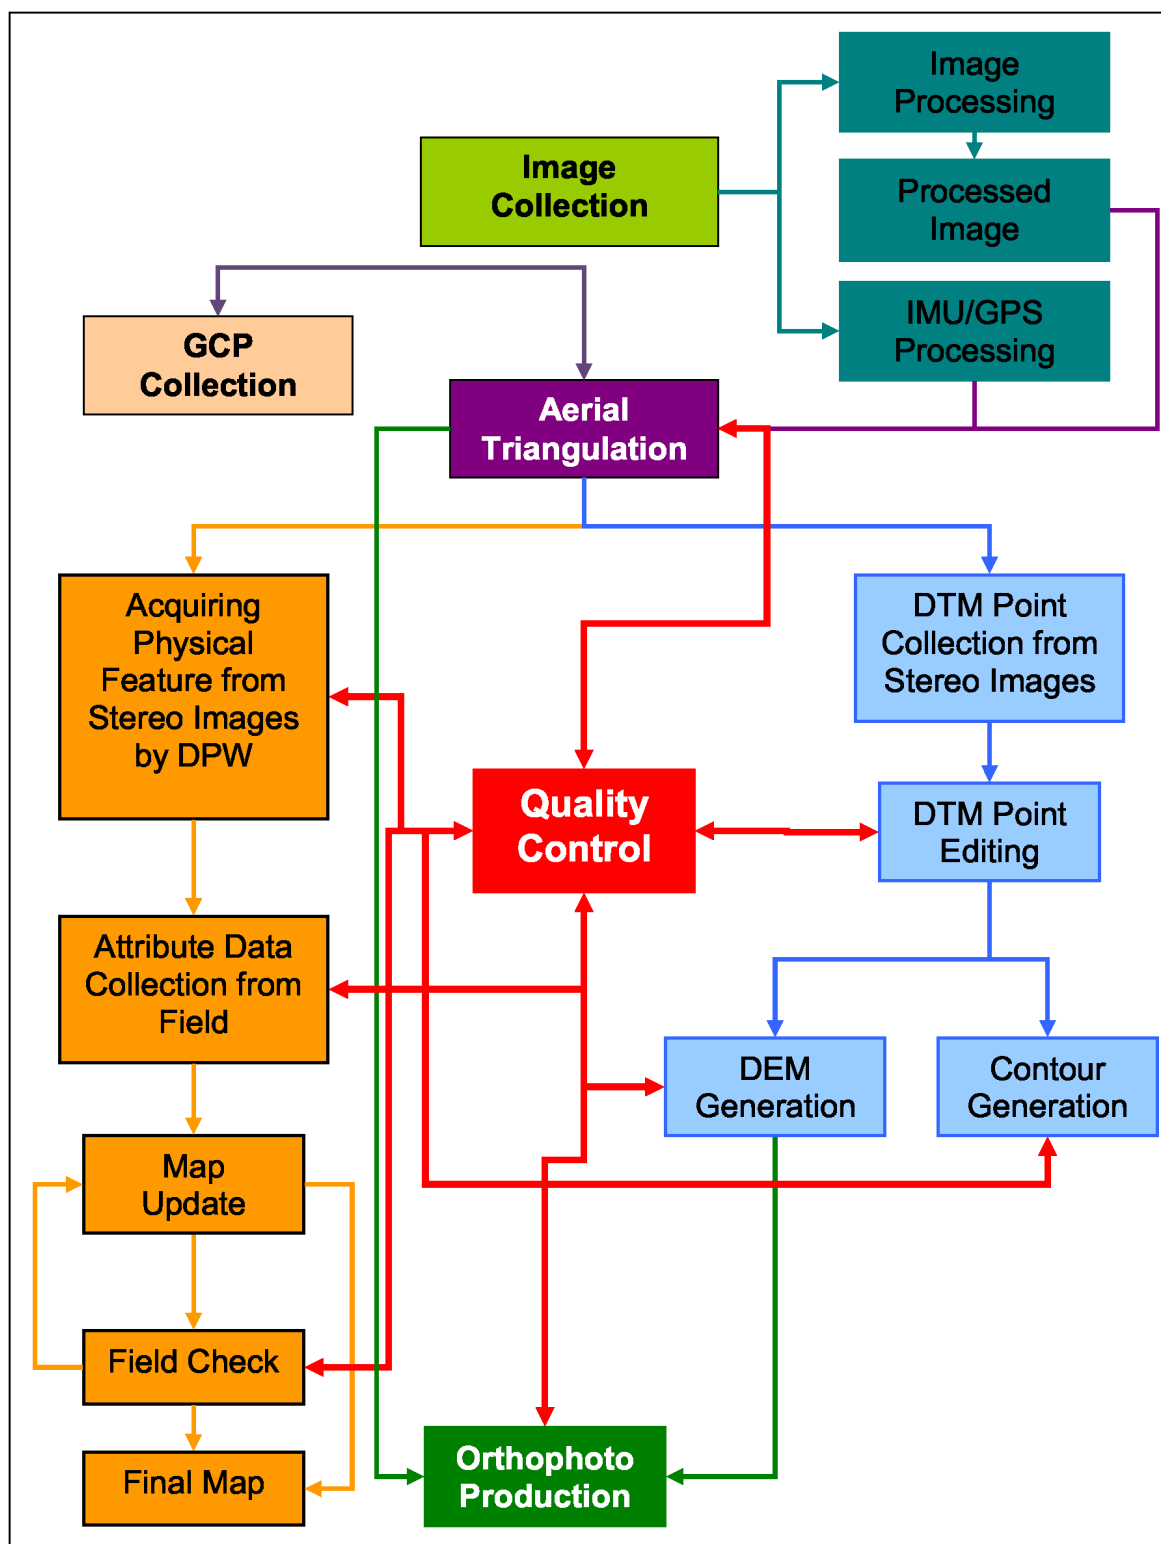 Image
Processing
Image
Collection
Processed
Image
IMU/GPS
Processing
GCP
Collection
Aerial
Triangulation
Acquiring
Physical
Feature from
Stereo Images
by DPW
DTM Point
Collection from
Stereo Images
Quality
Control
DTM Point
Editing
Attribute Data
Collection from
Field
DEM
Generation
Contour
Generation
Map
Update
Field Check
Final Map
Orthophoto
Production